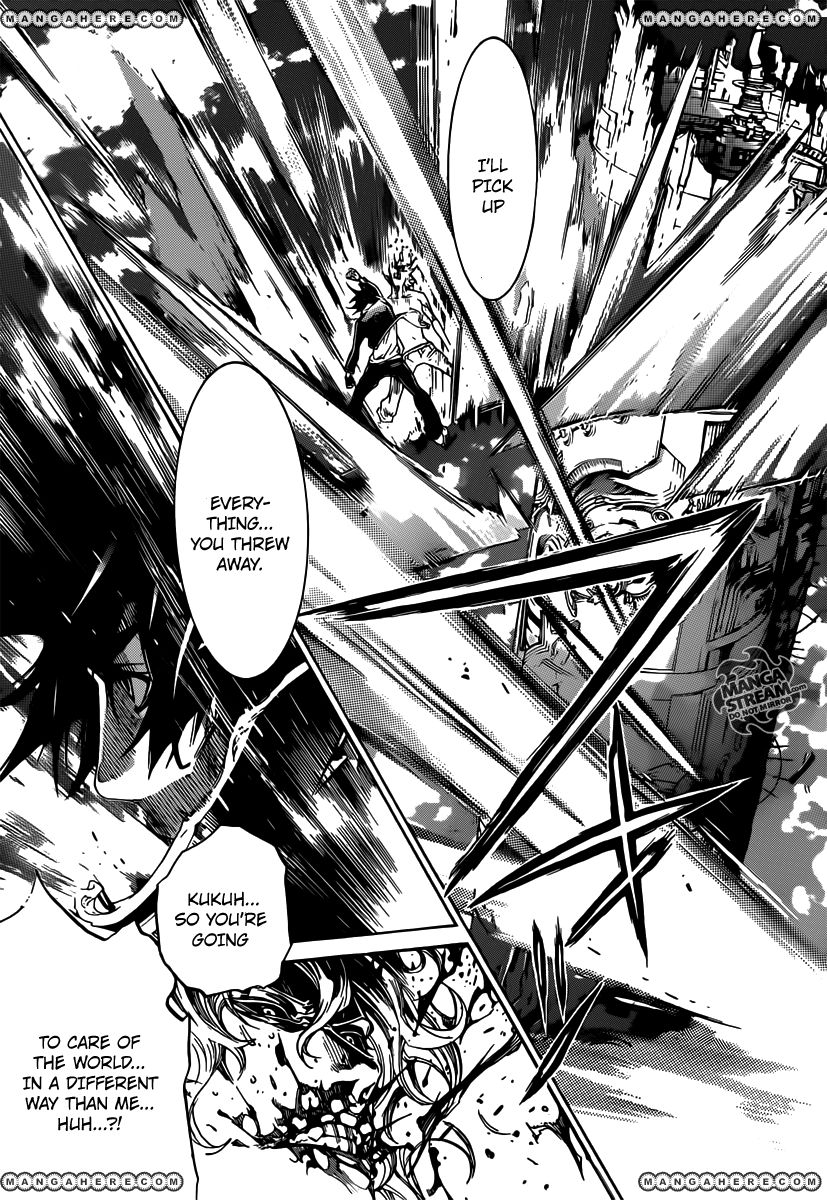 MANGAHERE.COM
MANGAHERE.COM
I'LL
PICK
UP
EVERY-
THING...
YOU THREW
AWAY.
MANGA
STREAM.com
DO NOT MIRROR
KUKUH...
SO YOU'RE
GOING
TO CARE OF
THE WORLD...
IN A DIFFERENT
WAY THAN ME...
HUH...?!
MANGAHERE.COM
MANGAHERE.COM